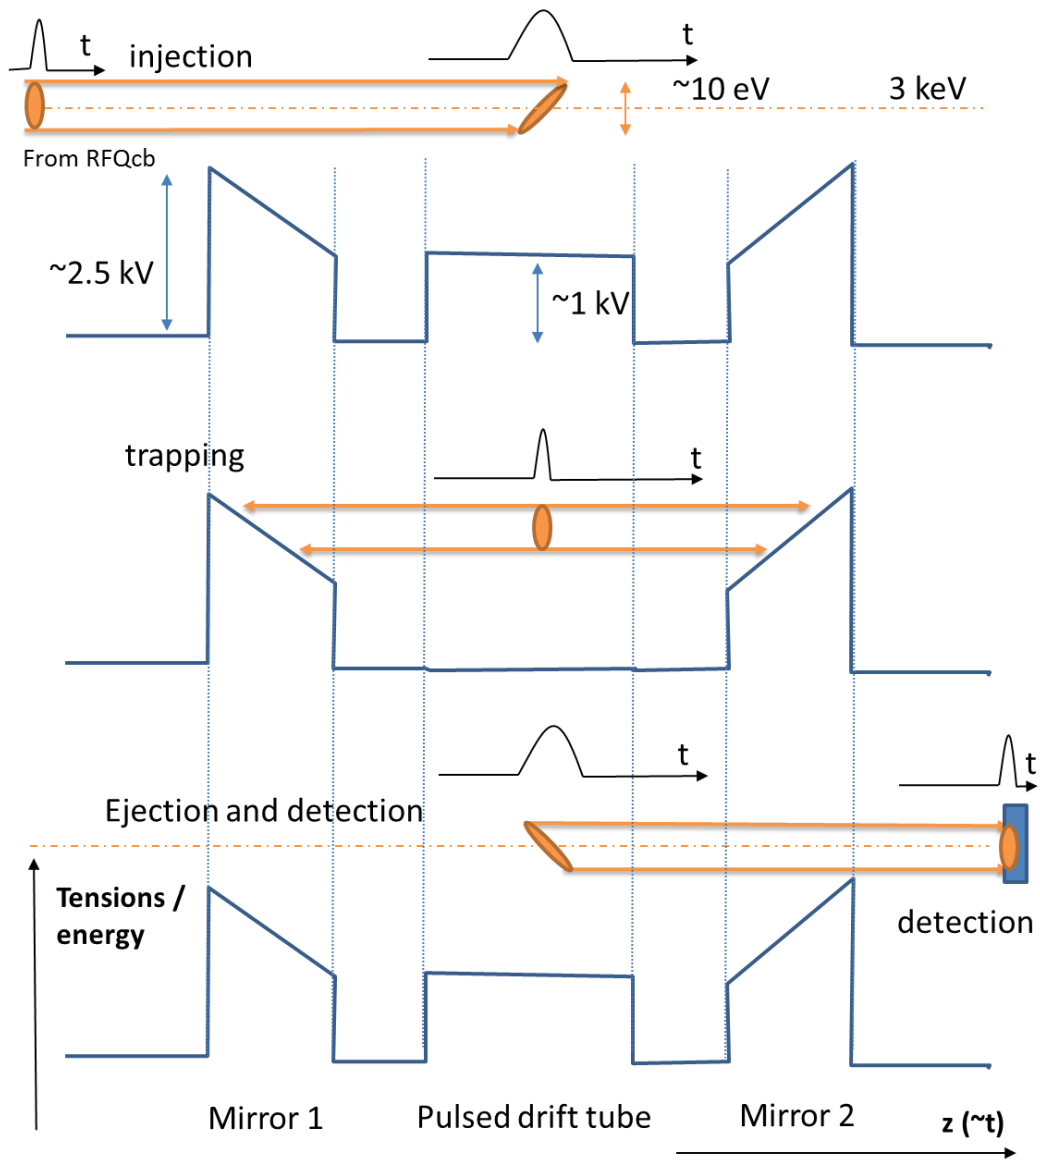 t
injection
t
~10 eV
3 keV
From RFQcb
~2.5 kV
~1 kV
trapping
t
t
t
Ejection and detection
Tensions /
energy
detection
Mirror 1
Pulsed drift tube
Mirror 2
z (~t)